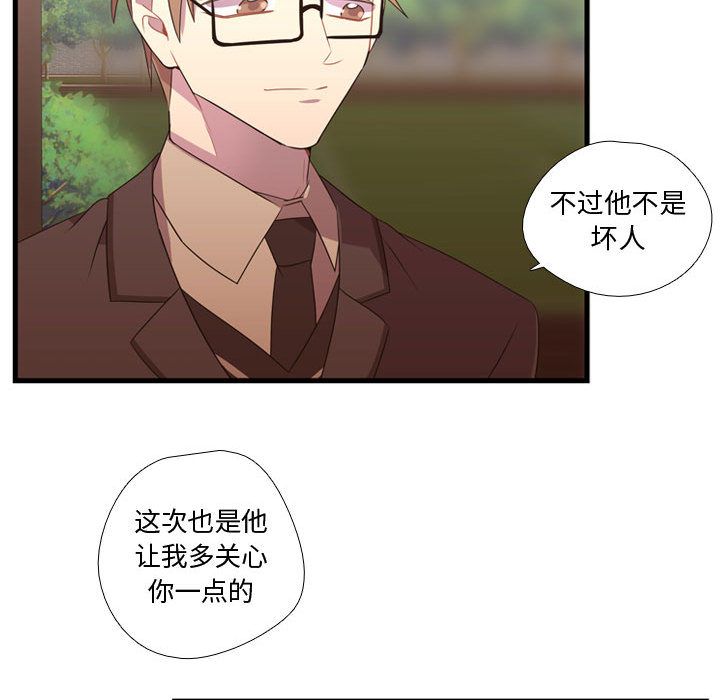 不过他不是
坏人
这次也是他
让我多关心
你一点的